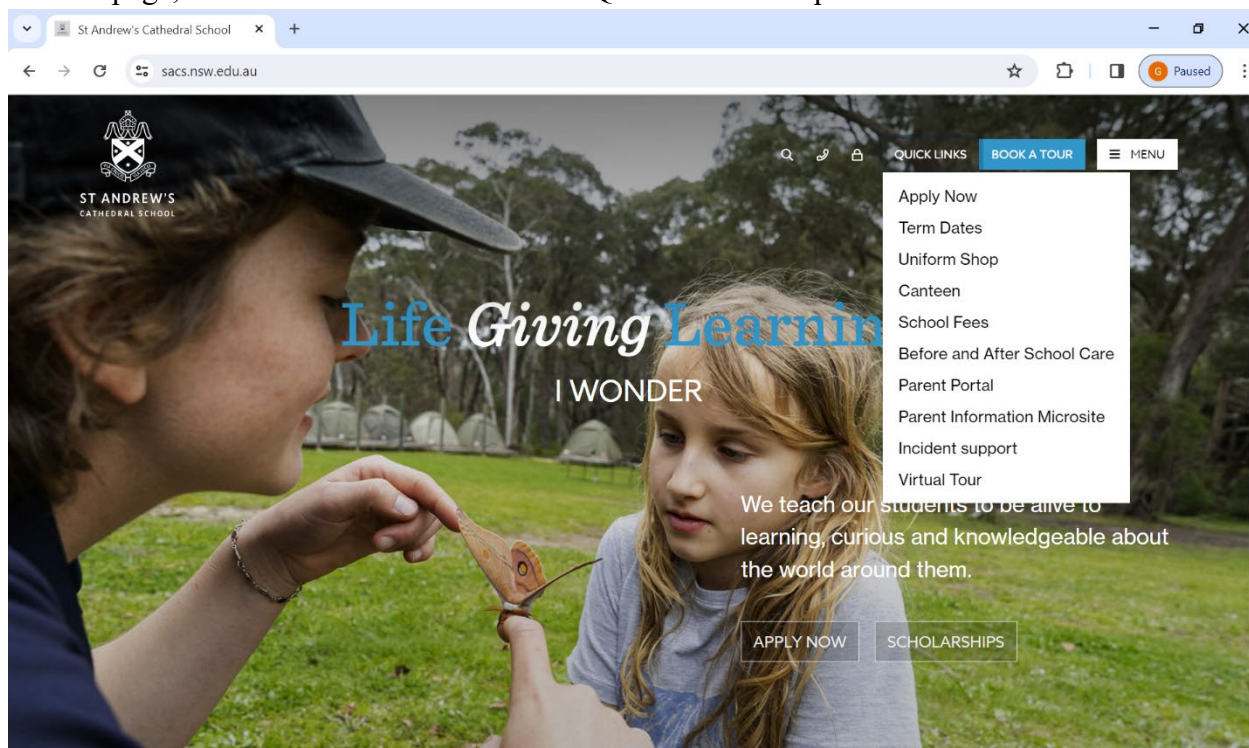 St Andrew's Cathedral School
sacs.nsw.edu.au
G Paused
ST ANDREW'S
CATHEDRAL SCHOOL
QUICK LINKS
BOOK A TOUR
MENU
Apply Now
Term Dates
Uniform Shop
Canteen
School Fees
Before and After School Care
Parent Portal
Parent Information Microsite
Incident support
Virtual Tour
Life Giving Learnin
I WONDER
We teach our students to be alive to
learning, curious and knowledgeable about
the world around them.
APPLY NOW
SCHOLARSHIPS